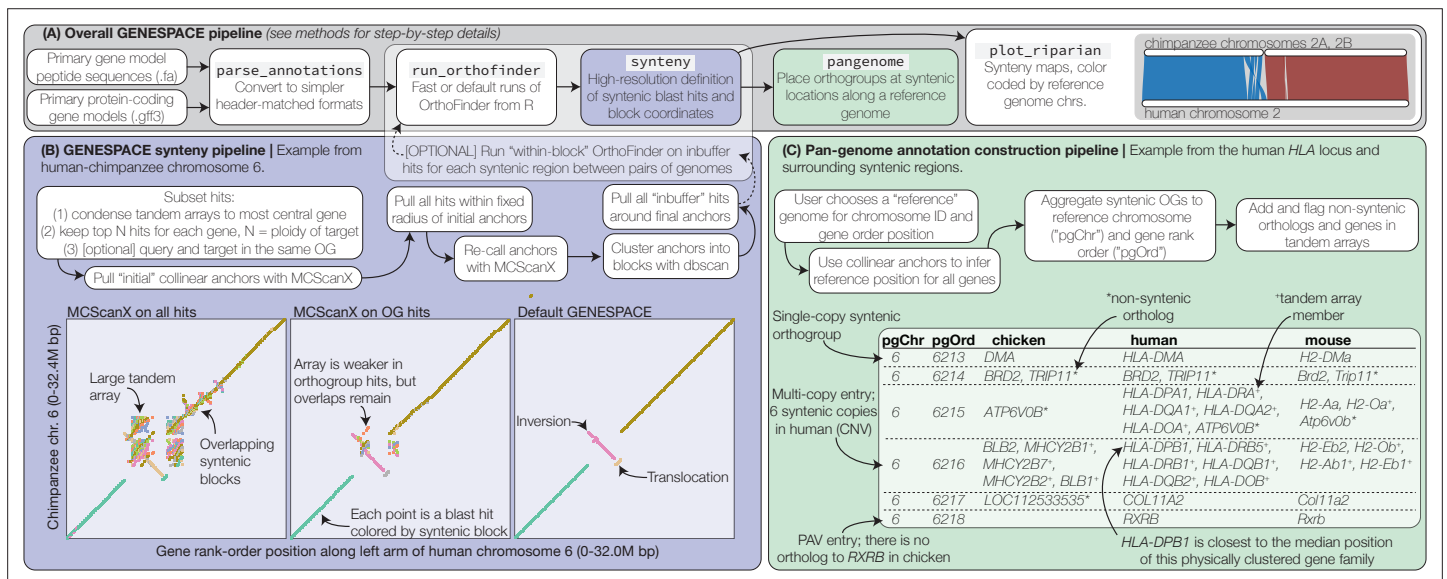 (A) Overall GENESPACE pipeline (see methods for step-by-step details)
Primary gene model
peptide sequences (.fa)
Primary protein-coding
gene models (.gff3)
parse_annotations
Convert to simpler
header-matched formats
run_orthofinder
Fast or default runs of
OrthoFinder from R
synteny
High-resolution definition
of syntenic blast hits and
block coordinates
pangenome
Place orthogroups at syntenic
locations along a reference
genome
plot_riparian
Synteny maps, color
coded by reference
genome chrs.
chimpanzee chromosomes 2A, 2B
human chromosome 2
[OPTIONAL] Run "within-block" OrthoFinder on inbuffer
hits for each syntenic region between pairs of genomes
(B) GENESPACE synteny pipeline | Example from
human-chimpanzee chromosome 6.
Subset hits:
(1) condense tandem arrays to most central gene
(2) keep top N hits for each gene, N = ploidy of target
(3) [optional] query and target in the same OG
Pull "initial" collinear anchors with MCScanX
Pull all hits within fixed
radius of initial anchors
Re-call anchors
with MCScanX
Cluster anchors into
blocks with dbscan
Pull all "inbuffer" hits
around final anchors
MCScanX on all hits
MCScanX on OG hits
Default GENESPACE
Chimpanzee chr. 6 (0-32.4M bp)
Large tandem
array
Overlapping
syntenic
blocks
Array is weaker in
orthogroup hits, but
overlaps remain
Each point is a blast hit
colored by syntenic block
Inversion
Translocation
Gene rank-order position along left arm of human chromosome 6 (0-32.0M bp)
(C) Pan-genome annotation construction pipeline | Example from the human HLA locus and
surrounding syntenic regions.
User chooses a "reference"
genome for chromosome ID and
gene order position
Use collinear anchors to infer
reference position for all genes
Aggregate syntenic OGs to
reference chromosome
("pgChr") and gene rank
order ("pgOrd")
Add and flag non-syntenic
orthologs and genes in
tandem arrays
*non-syntenic
ortholog
+tandem array
member
Single-copy syntenic
orthogroup
Multi-copy entry;
6 syntenic copies
in human (CNV)
PAV entry; there is no
ortholog to RXRB in chicken
HLA-DPB1 is closest to the median position
of this physically clustered gene family
pgChr pgOrd chicken human mouse
6 6213 DMA HLA-DMA H2-DMa
6 6214 BRD2, TRIP11* BRD2, TRIP11* Brd2, Trip11*
6 6215 ATP6V0B* HLA-DPA1, HLA-DRA+, HLA-DQA1+, HLA-DQA2+, HLA-DOA+, ATP6V0B* H2-Aa, H2-Oa+, Atp6v0b*
6 6216 BLB2, MHCY2B1+, MHCY2B7+, MHCY2B2+, BLB1+ HLA-DPB1, HLA-DRB5+, HLA-DRB1+, HLA-DQB1+, HLA-DQB2+, HLA-DOB+ H2-Eb2, H2-Ob+, H2-Ab1+, H2-Eb1+
6 6217 LOC112533535* COL11A2 Col11a2
6 6218 RXRB Rxrb